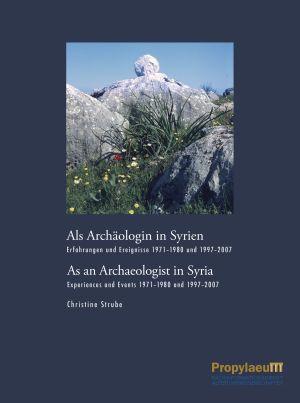 Als Archäologin in Syrien
Erfahrungen und Ereignisse 1971–1980 und 1997–2007
As an Archaeologist in Syria
Experiences and Events 1971–1980 and 1997–2007
Christine Strube
Propylaeum